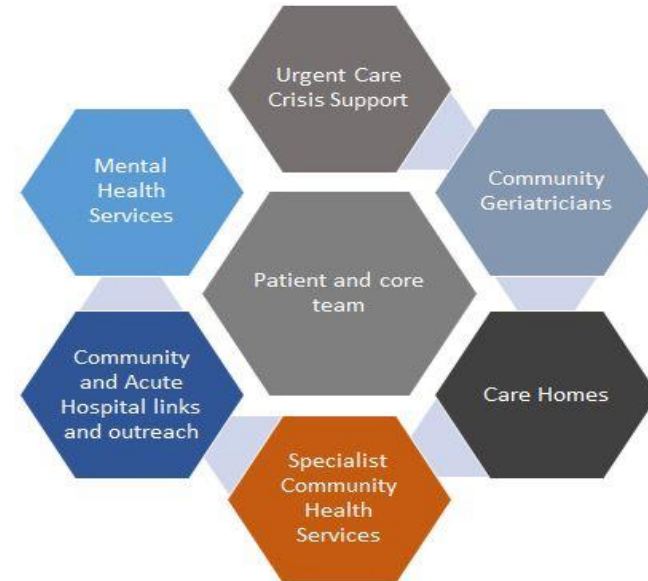 Urgent Care
Crisis Support
Mental
Health
Services
Community
Geriatricians
Patient and core
team
Community
and Acute
Hospital links
and outreach
Care Homes
Specialist
Community
Health
Services